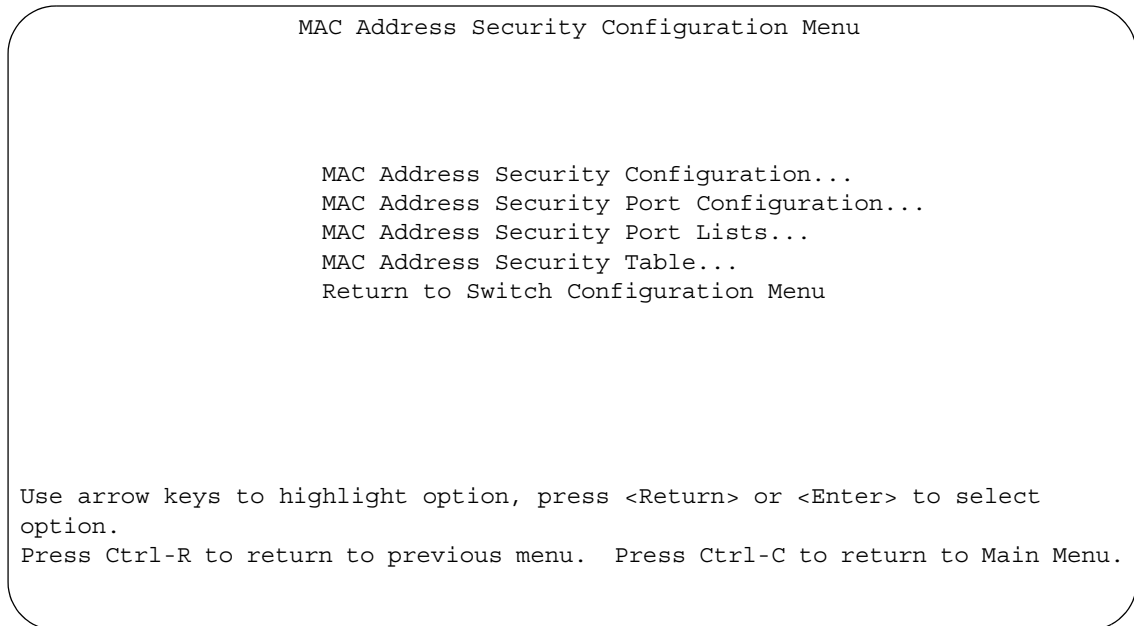 MAC Address Security Configuration Menu
MAC Address Security Configuration...
MAC Address Security Port Configuration...
MAC Address Security Port Lists...
MAC Address Security Table...
Return to Switch Configuration Menu
Use arrow keys to highlight option, press <Return> or <Enter> to select
option.
Press Ctrl-R to return to previous menu.  Press Ctrl-C to return to Main Menu.